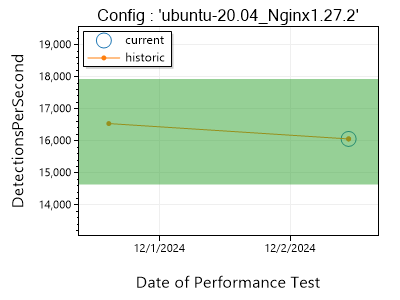 Config : 'ubuntu-20.04_Nginx1.27.2'
current
historic
DetectionsPerSecond
19,000
18,000
17,000
16,000
15,000
14,000
12/1/2024
12/2/2024
Date of Performance Test